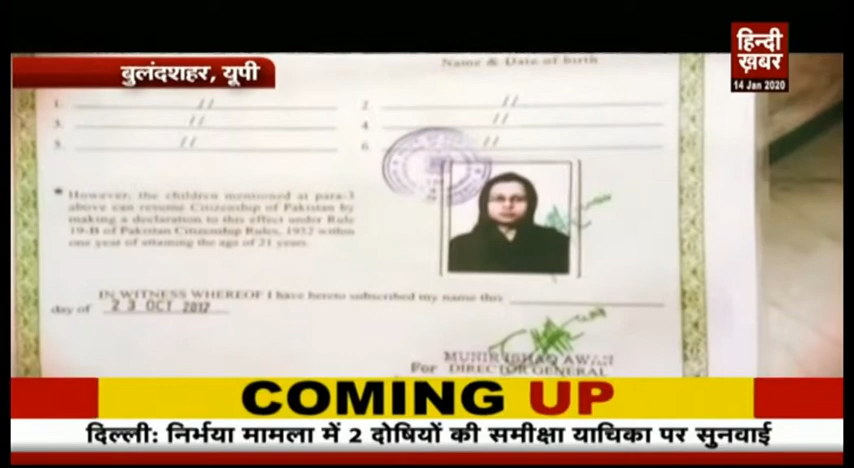 हिन्दी
ख़बर
14 Jan 2020
बुलंदशहर, यूपी
Name & Date of birth
1. // 2. //
3. // 4. //
5. // 6. //
* However, the children mentioned at para-3
above can resume Citizenship of Pakistan by
making a declaration to this effect under Rule
19-B of Pakistan Citizenship Rules, 1952 within
one year of attaining the age of 21 years.
IN WITNESS WHEREOF I have hereto subscribed my name this
day of 23 OCT 2017
MUNIR ISHAQ AWAN
For DIRECTOR GENERAL
COMING UP
दिल्ली: निर्भया मामला में 2 दोषियों की समीक्षा याचिका पर सुनवाई